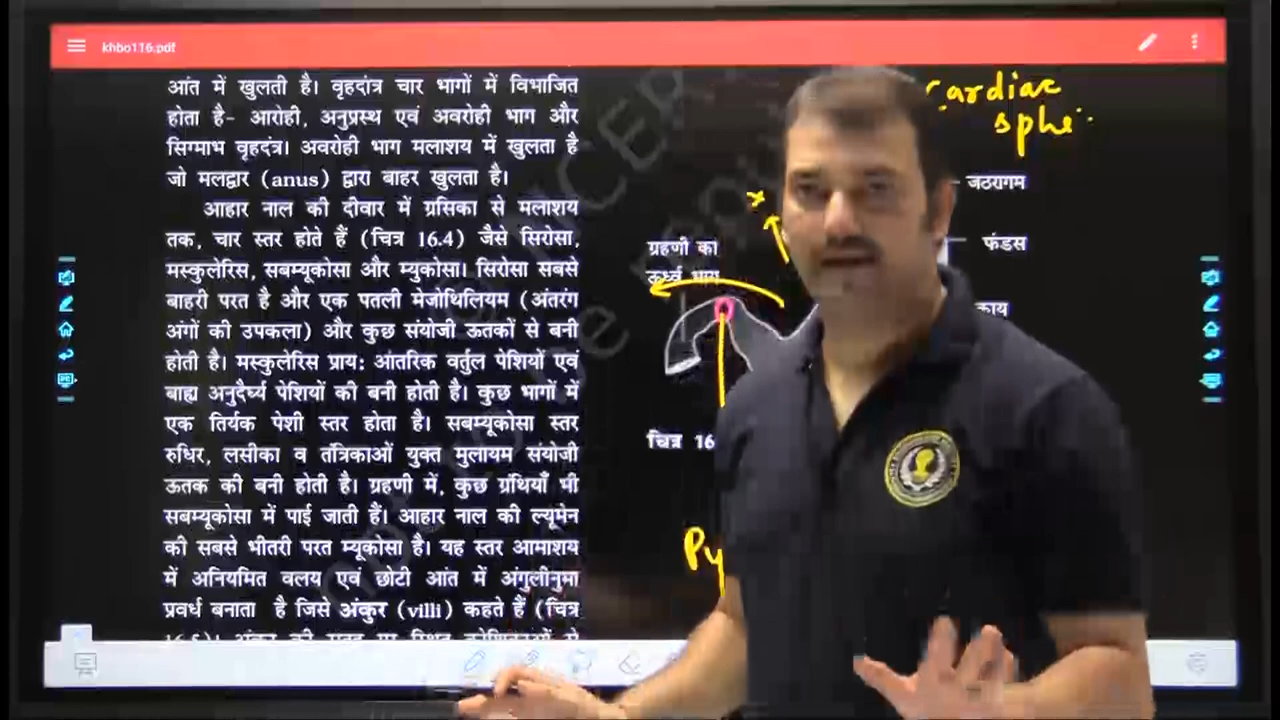 khbo116.pdf
आंत में खुलती है। वृहदांत्र चार भागों में विभाजित
होता है- आरोही, अनुप्रस्थ एवं अवरोही भाग और
सिग्माभ वृहदंत्र। अवरोही भाग मलाशय में खुलता है
जो मलद्वार (anus) द्वारा बाहर खुलता है।
आहार नाल की दीवार में ग्रसिका से मलाशय
तक, चार स्तर होते हैं (चित्र 16.4) जैसे सिरोसा,
मस्कुलेरिस, सबम्यूकोसा और म्युकोसा। सिरोसा सबसे
बाहरी परत है और एक पतली मेजोथिलियम (अंतरंग
अंगों की उपकला) और कुछ संयोजी ऊतकों से बनी
होती है। मस्कुलेरिस प्राय: आंतरिक वर्तुल पेशियों एवं
बाह्य अनुदैर्घ्य पेशियों की बनी होती है। कुछ भागों में
एक तिर्यक पेशी स्तर होता है। सबम्यूकोसा स्तर
रुधिर, लसीका व तंत्रिकाओं युक्त मुलायम संयोजी
ऊतक की बनी होती है। ग्रहणी में, कुछ ग्रंथियाँ भी
सबम्यूकोसा में पाई जाती हैं। आहार नाल की ल्यूमेन
की सबसे भीतरी परत म्यूकोसा है। यह स्तर आमाशय
में अनियमित वलय एवं छोटी आंत में अंगुलीनुमा
प्रवर्ध बनाता है जिसे अंकुर (villi) कहते हैं (चित्र
Cardiac
sphi
जठरागम
फंडस
ग्रहणी का
ऊर्ध्व भाग
काय
चित्र 16
Py